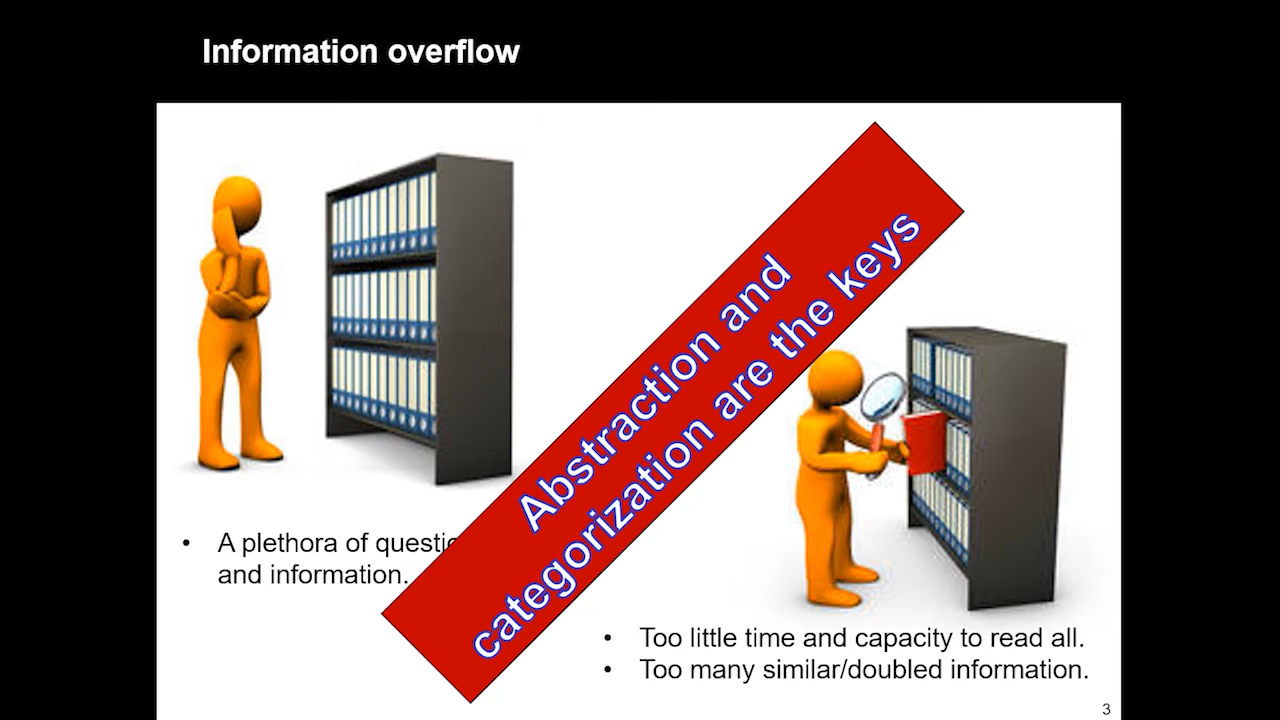 Information overflow
Abstraction and
categorization are the keys
• A plethora of
and information.
• Too little time and capacity to read all.
• Too many similar/doubled information.
3